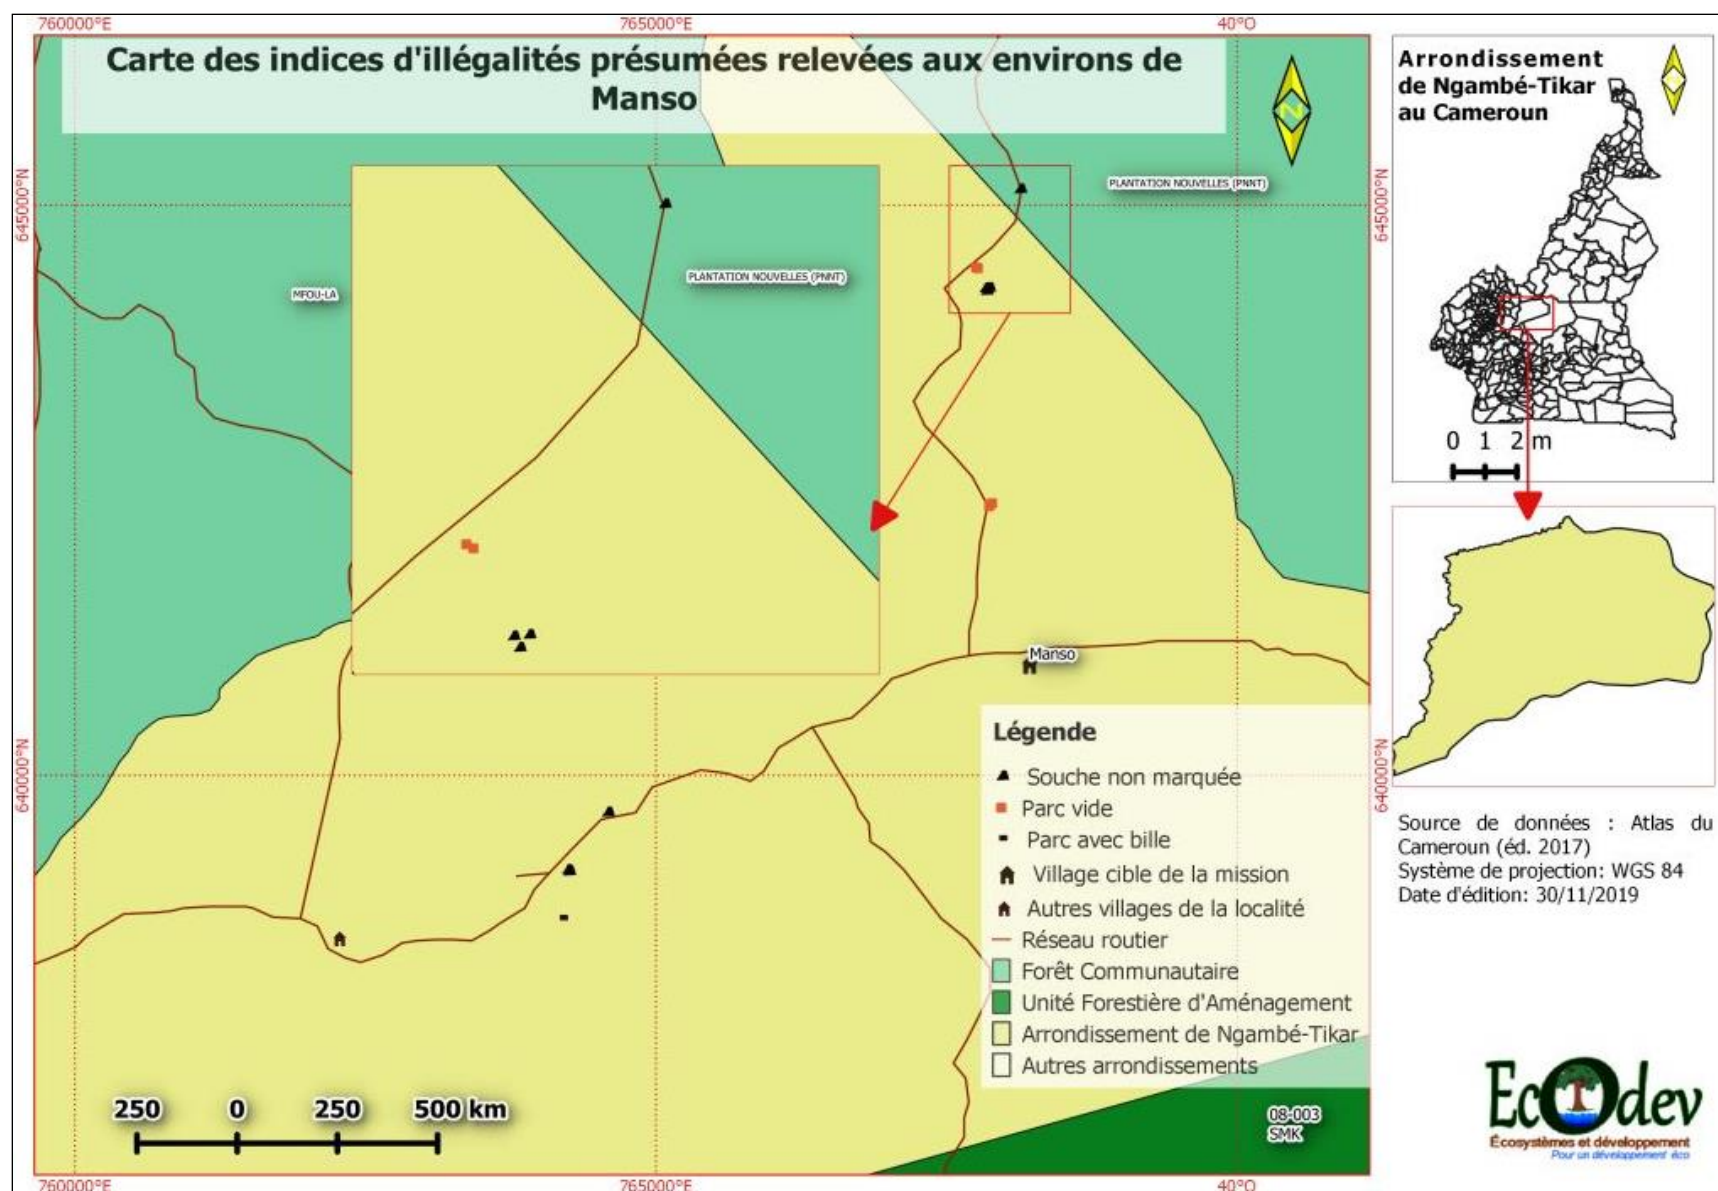 760000°E
765000°E
40°O
Carte des indices d'illégalités présumées relevées aux environs de
Manso
N
645000°N
645000°N
PLANTATION NOUVELLES (PNNT)
PLANTATION NOUVELLES (PNNT)
MFOU-LA
Manso
640000°N
640000°N
Légende
Souche non marquée
Parc vide
Parc avec bille
Village cible de la mission
Autres villages de la localité
Réseau routier
Forêt Communautaire
Unité Forestière d'Aménagement
Arrondissement de Ngambé-Tikar
Autres arrondissements
250 0 250 500 km
08-003
SMK
760000°E
765000°E
40°O
Arrondissement
de Ngambé-Tikar
au Cameroun
0 1 2 m
Source de données : Atlas du
Cameroun (éd. 2017)
Système de projection: WGS 84
Date d'édition: 30/11/2019
EcOdev
Écosystèmes et développement
Pour un développement éco